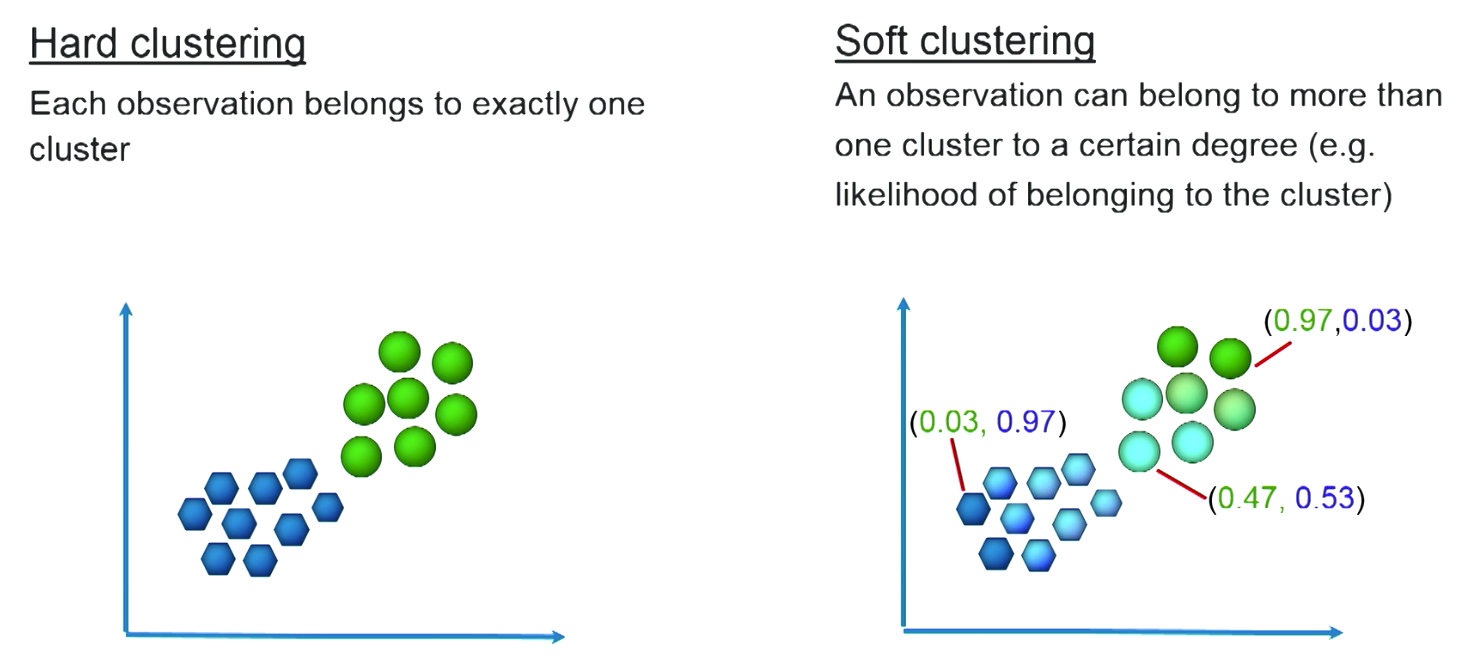 Hard clustering
Each observation belongs to exactly one
cluster
Soft clustering
An observation can belong to more than
one cluster to a certain degree (e.g.
likelihood of belonging to the cluster)
(0.97,0.03)
(0.03, 0.97)
(0.47, 0.53)